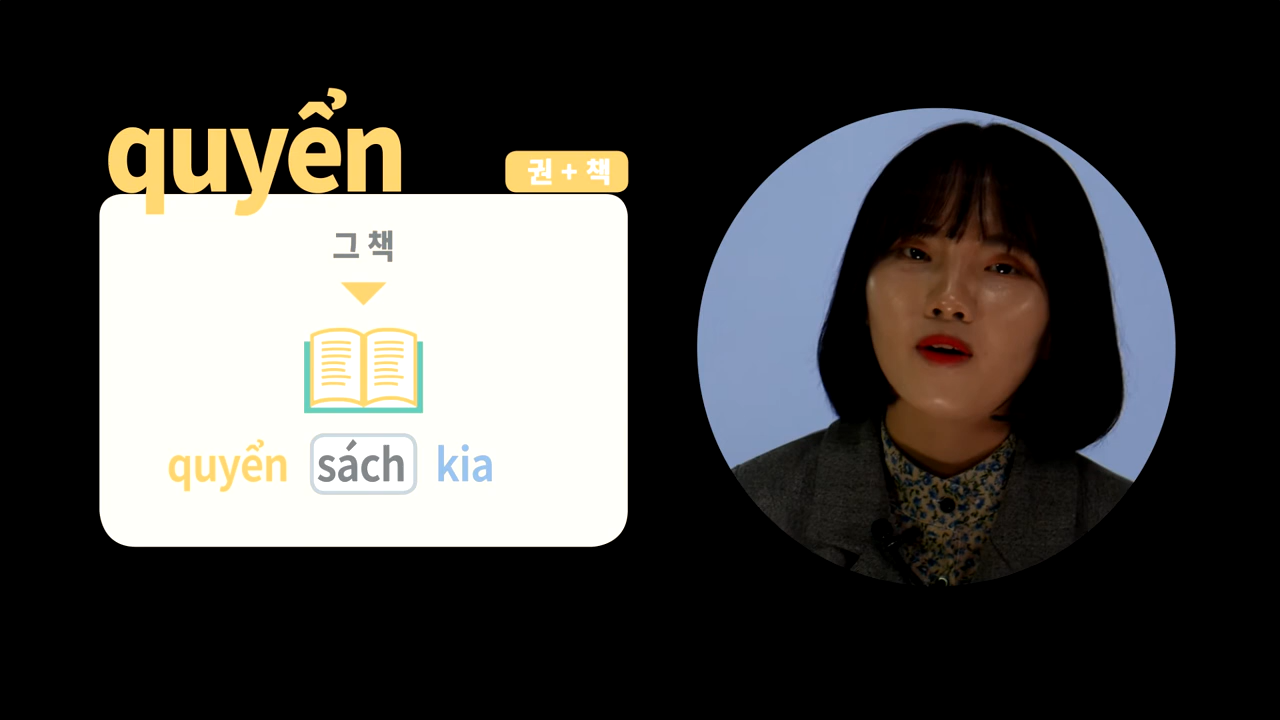 quyển
권 + 책
그 책
quyển sách kia